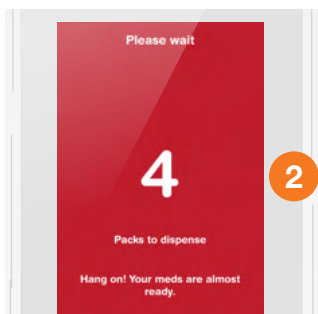 Please wait
4
2
Packs to dispense
Hang on! Your meds are almost
ready.